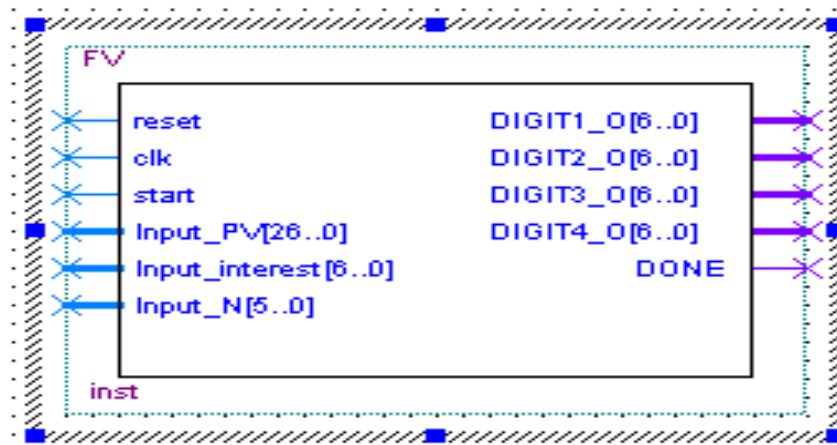 FV
reset DIGIT1_O[6..0]
clk DIGIT2_O[6..0]
start DIGIT3_O[6..0]
Input_PV[26..0] DIGIT4_O[6..0]
Input_interest[6..0] DONE
Input_N[5..0]
inst